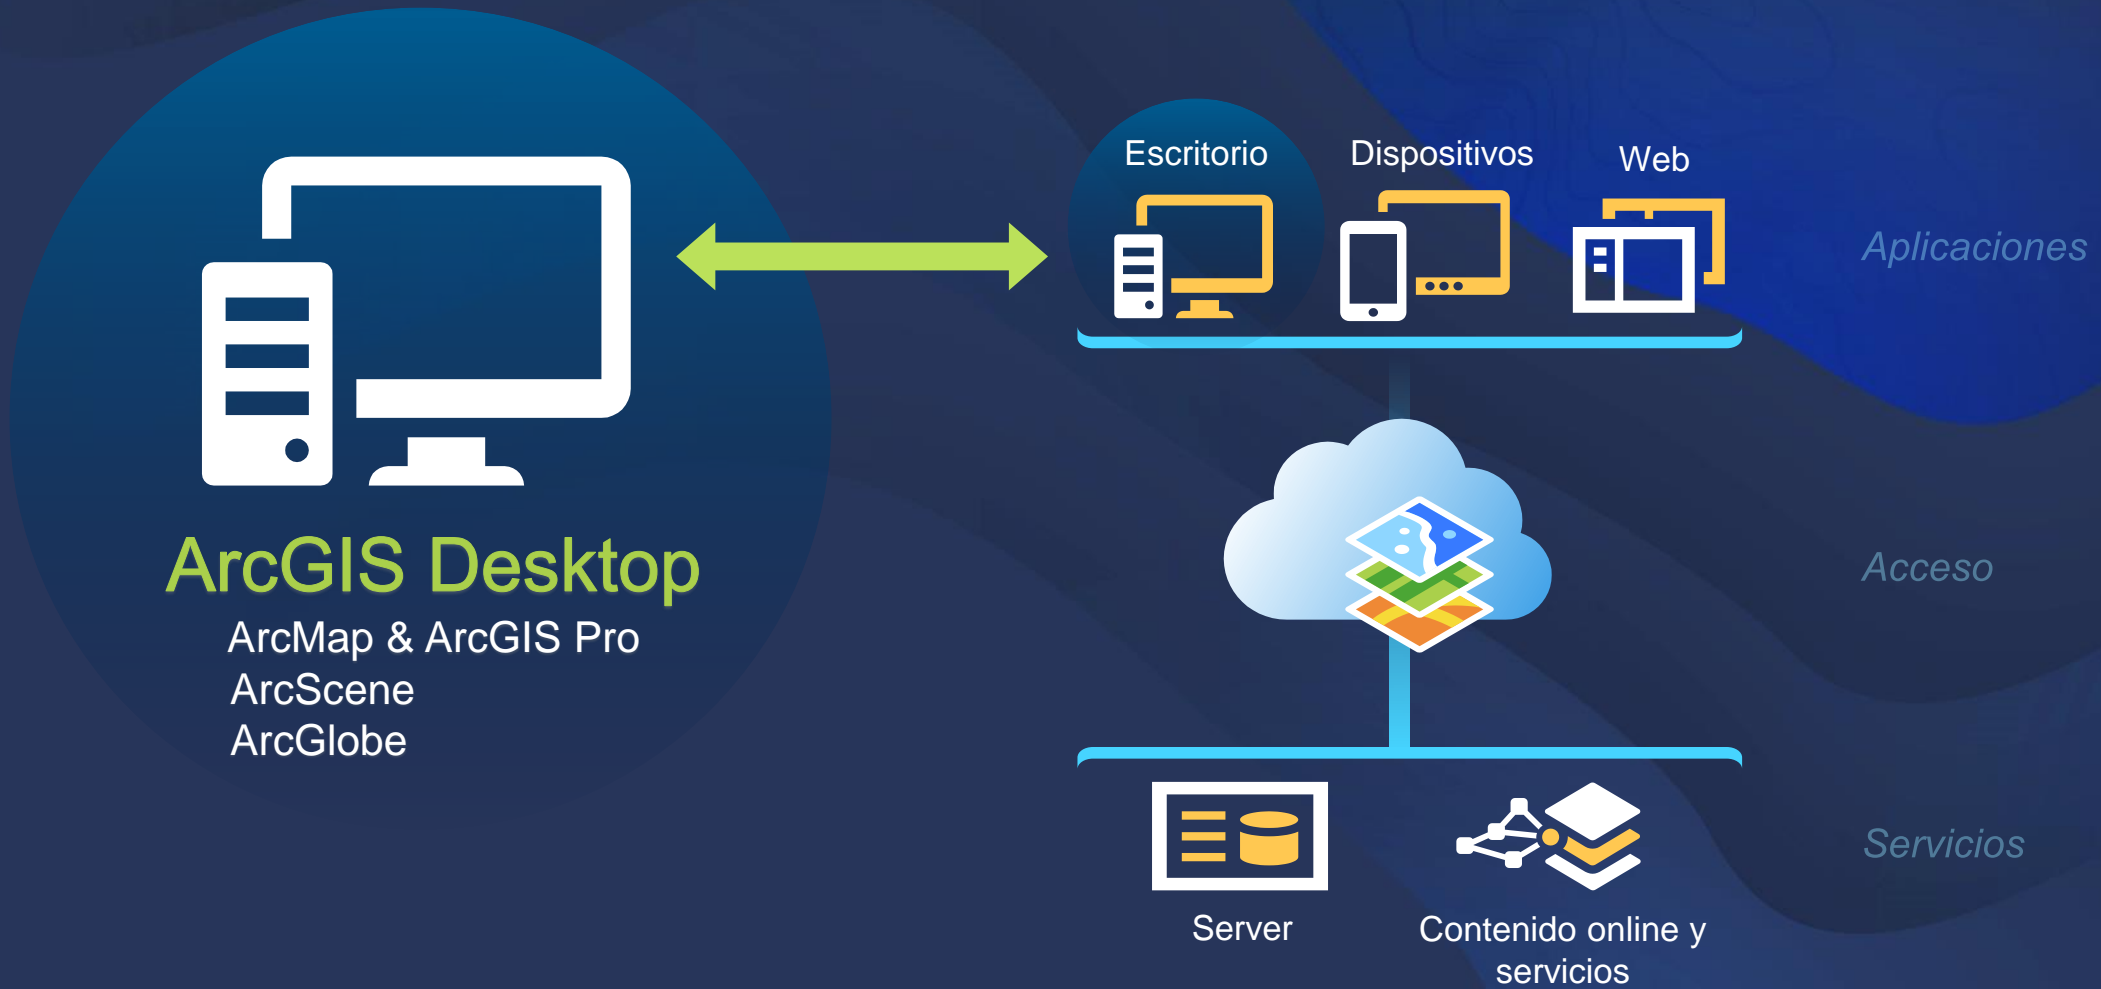 ArcGIS Desktop
ArcMap & ArcGIS Pro
ArcScene
ArcGlobe
Escritorio
Dispositivos
Web
Aplicaciones
Acceso
Servicios
Server
Contenido online y
servicios